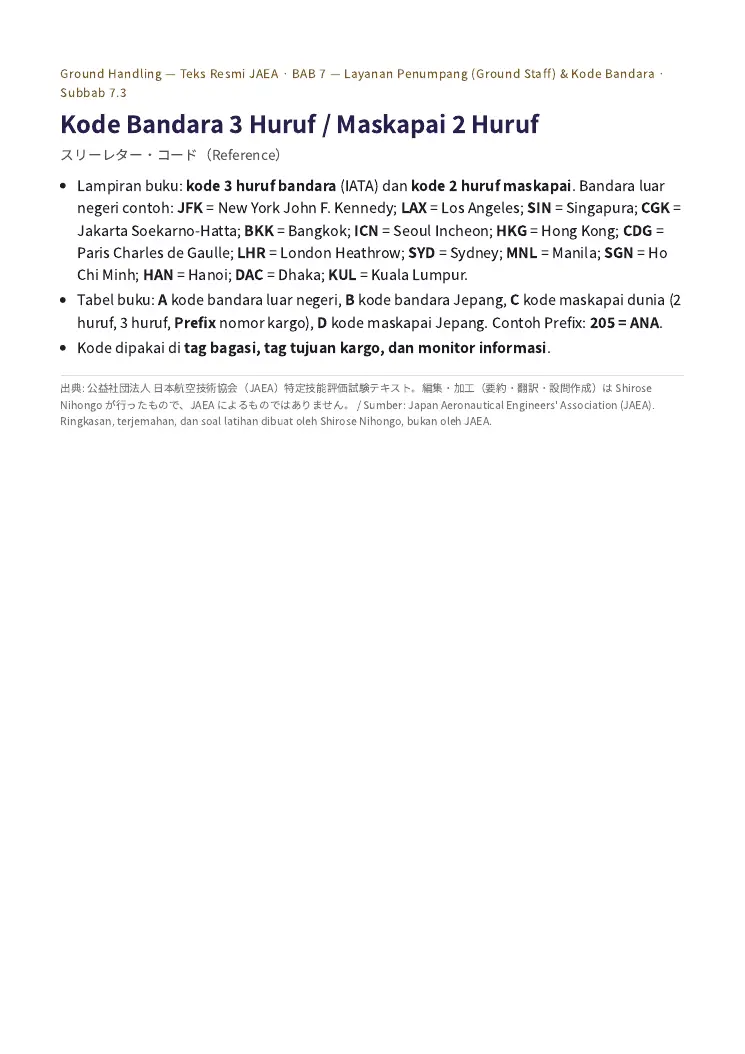 Ground Handling — Teks Resmi JAEA · BAB 7 — Layanan Penumpang (Ground Staff) & Kode Bandara ·
Subbab 7.3
Kode Bandara 3 Huruf / Maskapai 2 Huruf
スリーレター・コード（Reference）
• Lampiran buku: kode 3 huruf bandara (IATA) dan kode 2 huruf maskapai. Bandara luar
negeri contoh: JFK = New York John F. Kennedy; LAX = Los Angeles; SIN = Singapura; CGK =
Jakarta Soekarno-Hatta; BKK = Bangkok; ICN = Seoul Incheon; HKG = Hong Kong; CDG =
Paris Charles de Gaulle; LHR = London Heathrow; SYD = Sydney; MNL = Manila; SGN = Ho
Chi Minh; HAN = Hanoi; DAC = Dhaka; KUL = Kuala Lumpur.
• Tabel buku: A kode bandara luar negeri, B kode bandara Jepang, C kode maskapai dunia (2
huruf, 3 huruf, Prefix nomor kargo), D kode maskapai Jepang. Contoh Prefix: 205 = ANA.
• Kode dipakai di tag bagasi, tag tujuan kargo, dan monitor informasi.
出典: 公益社団法人 日本航空技術協会（JAEA）特定技能評価試験テキスト。編集・加工（要約・翻訳・設問作成）は Shirose
Nihongo が行ったもので、JAEA によるものではありません。 / Sumber: Japan Aeronautical Engineers' Association (JAEA).
Ringkasan, terjemahan, dan soal latihan dibuat oleh Shirose Nihongo, bukan oleh JAEA.